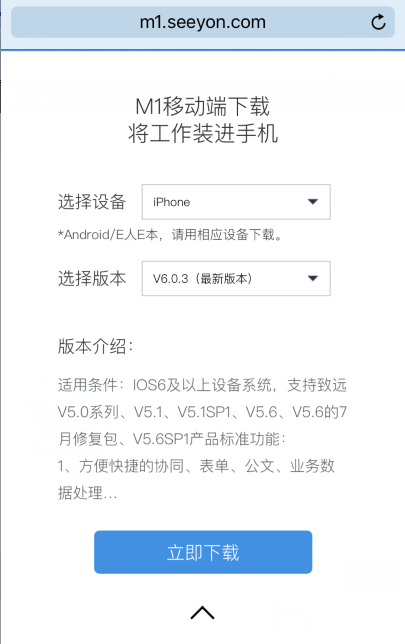 m1.seeyon.com
M1移动端下载
将工作装进手机
选择设备 iPhone
*Android/E人E本，请用相应设备下载。
选择版本 V6.0.3（最新版本）
版本介绍：
适用条件：IOS6及以上设备系统，支持致远
V5.0系列、V5.1、V5.1SP1、V5.6、V5.6的7
月修复包、V5.6SP1产品标准功能：
1、方便快捷的协同、表单、公文、业务数
据处理...
立即下载